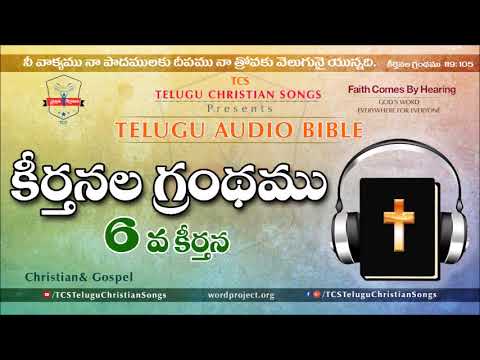 నీ వాక్యము నా పాదములకు దీపము నా త్రోవకు వెలుగునై యున్నది. కీర్తనల గ్రంథము 119:105
TCS
TELUGU CHRISTIAN SONGS
Presents
TELUGU AUDIO BIBLE
Faith Comes By Hearing
GOD'S WORD
EVERYWHERE FOR EVERYONE
TCS
కీర్తనల గ్రంథము
6 వ కీర్తన
Christian& Gospel
/TCSTeluguChristianSongs
wordproject.org
/TCSTeluguChristianSongs